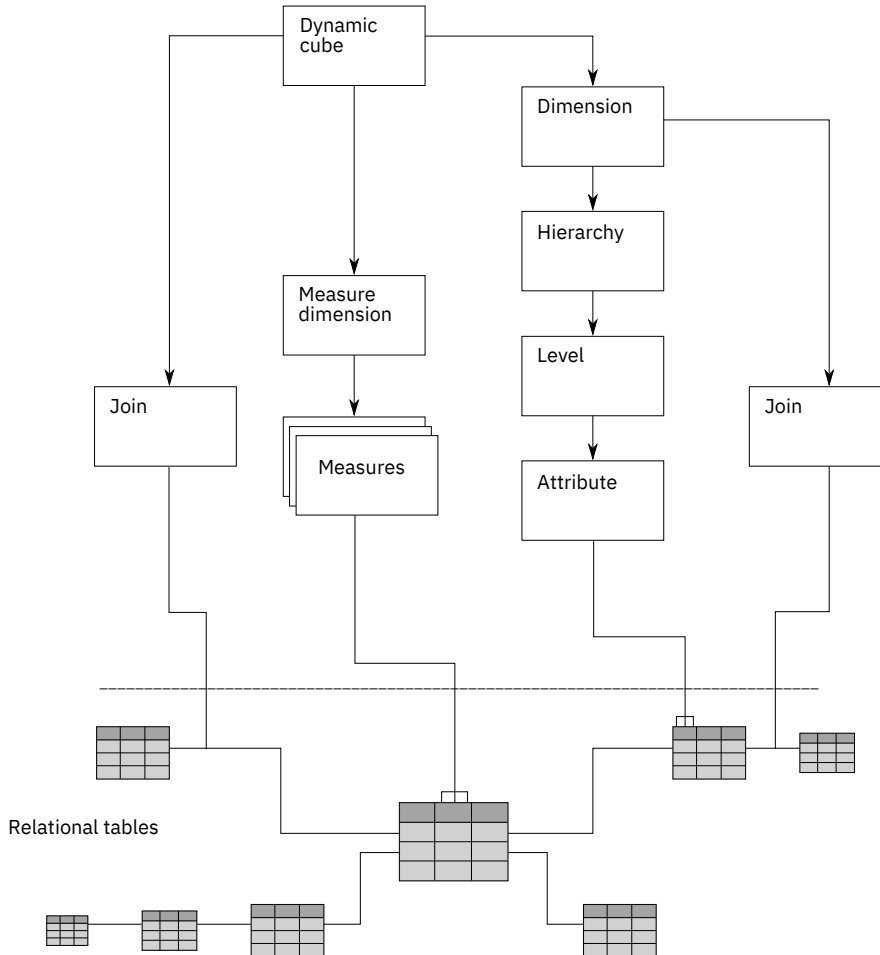 Dynamic
cube
Dimension
Hierarchy
Measure
dimension
Level
Join
Join
Measures
Attribute
Relational tables